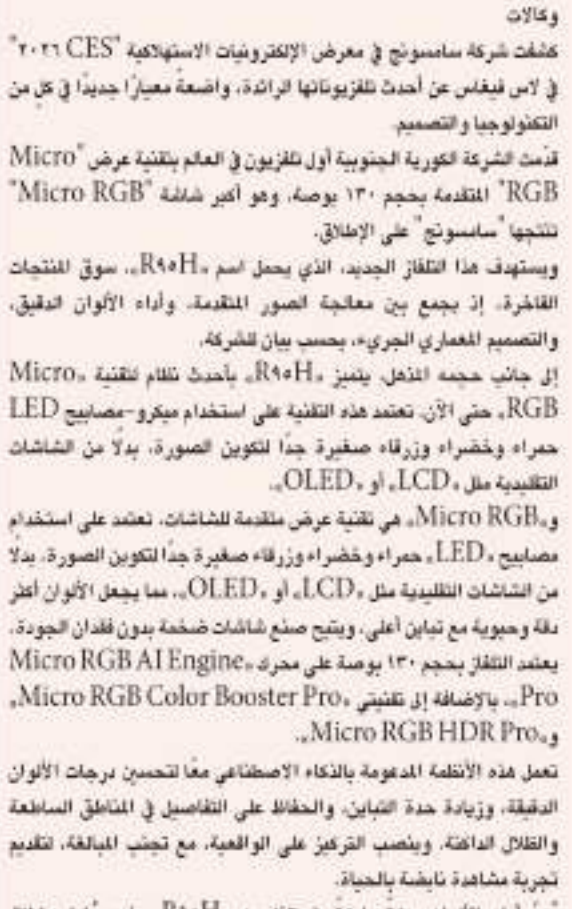 وكالات
كشفت شركة سامسونج في معرض الإلكترونيات الاستهلاكية "CES ٢٠٢٦"
في لاس فيغاس عن أحدث تلفزيوناتها الرائدة، واضعةً معيارًا جديدًا في كل من
التكنولوجيا والتصميم.
قدّمت الشركة الكورية الجنوبية أول تلفزيون في العالم بتقنية عرض "Micro
RGB" المتقدمة بحجم ١٣٠ بوصة، وهو أكبر شاشة "Micro RGB"
تنتجها "سامسونج" على الإطلاق.
ويستهدف هذا التلفاز الجديد، الذي يحمل اسم «R٩٥H»، سوق المنتجات
الفاخرة، إذ يجمع بين معالجة الصور المتقدمة، وأداء الألوان الدقيق،
والتصميم المعماري الجريء، بحسب بيان للشركة.
إلى جانب حجمه المذهل، يتميز «R٩٥H» بأحدث نظام لتقنية «Micro
RGB» حتى الآن. تعتمد هذه التقنية على استخدام ميكرو-مصابيح LED
حمراء وخضراء وزرقاء صغيرة جدًا لتكوين الصورة، بدلًا من الشاشات
التقليدية مثل «LCD» أو «OLED».
و«Micro RGB» هي تقنية عرض متقدمة للشاشات، تعتمد على استخدام
مصابيح «LED» حمراء وخضراء وزرقاء صغيرة جدًا لتكوين الصورة، بدلًا
من الشاشات التقليدية مثل «LCD» أو «OLED»، مما يجعل الألوان أكثر
دقة وحيوية مع تباين أعلى، ويتيح صنع شاشات ضخمة بدون فقدان الجودة.
يعتمد التلفاز بحجم ١٣٠ بوصة على محرك «Micro RGB AI Engine
Pro»، بالإضافة إلى تقنيتي «Micro RGB Color Booster Pro»
و«Micro RGB HDR Pro».
تعمل هذه الأنظمة المدعومة بالذكاء الاصطناعي معًا لتحسين درجات الألوان
الدقيقة، وزيادة حدة التباين، والحفاظ على التفاصيل في المناطق الساطعة
والظلال الداكنة. وينصب التركيز على الواقعية، مع تجنب المبالغة، لتقديم
تجربة مشاهدة نابضة بالحياة.